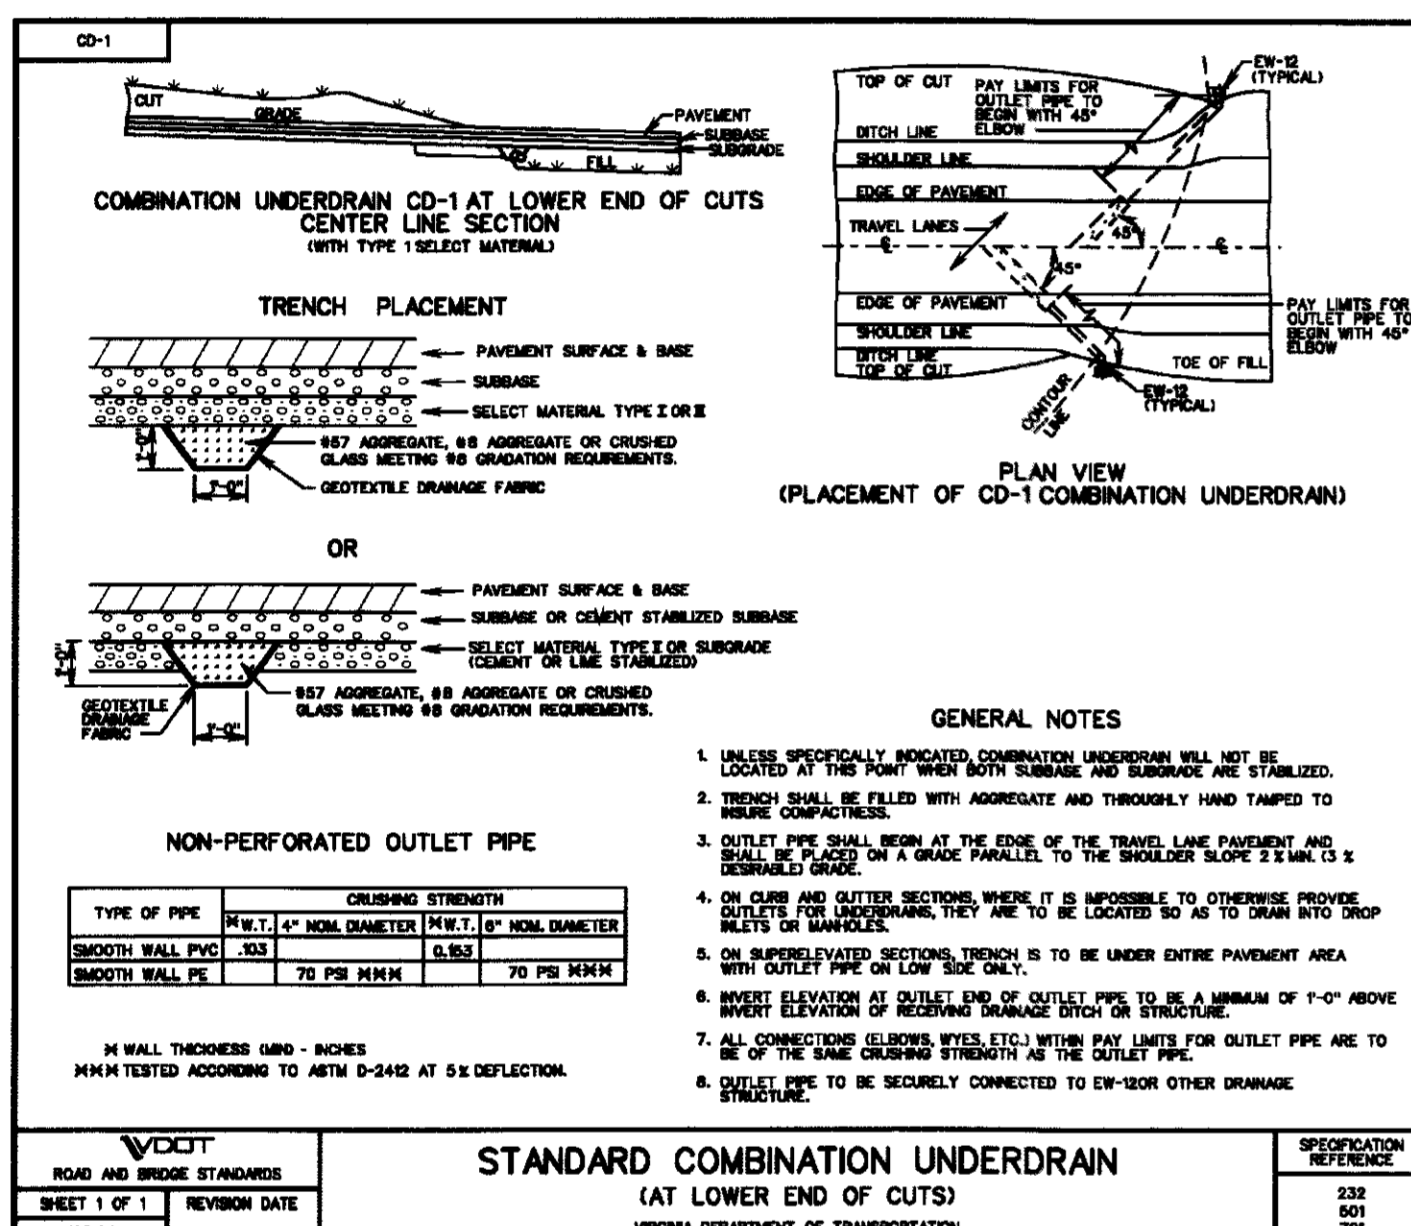 CD-1
CUT
GRADE
PAVEMENT
SUBBASE
SUBGRADE
FILL
COMBINATION UNDERDRAIN CD-1 AT LOWER END OF CUTS
CENTER LINE SECTION
(WITH TYPE 1 SELECT MATERIAL)
TRENCH PLACEMENT
PAVEMENT SURFACE & BASE
SUBBASE
SELECT MATERIAL TYPE I OR II
1'-0"
#57 AGGREGATE, #8 AGGREGATE OR CRUSHED
GLASS MEETING #8 GRADATION REQUIREMENTS.
1'-0"
GEOTEXTILE DRAINAGE FABRIC
OR
PAVEMENT SURFACE & BASE
SUBBASE OR CEMENT STABILIZED SUBBASE
SELECT MATERIAL TYPE II OR SUBGRADE
(CEMENT OR LIME STABILIZED)
1'-0"
#57 AGGREGATE, #8 AGGREGATE OR CRUSHED
GLASS MEETING #8 GRADATION REQUIREMENTS.
GEOTEXTILE
DRAINAGE
FABRIC
1'-0"
NON-PERFORATED OUTLET PIPE
TYPE OF PIPE
CRUSHING STRENGTH
*W.T. 4" NOM. DIAMETER *W.T. 6" NOM. DIAMETER
SMOOTH WALL PVC .103 0.153
SMOOTH WALL PE 70 PSI *** 70 PSI ***
* WALL THICKNESS (MIN) - INCHES
*** TESTED ACCORDING TO ASTM D-2412 AT 5% DEFLECTION.
EW-12
(TYPICAL)
TOP OF CUT
PAY LIMITS FOR
OUTLET PIPE TO
BEGIN WITH 45°
ELBOW
DITCH LINE
SHOULDER LINE
EDGE OF PAVEMENT
TRAVEL LANES
℄
45°
℄
45°
EDGE OF PAVEMENT
SHOULDER LINE
DITCH LINE
TOP OF CUT
PAY LIMITS FOR
OUTLET PIPE TO
BEGIN WITH 45°
ELBOW
TOE OF FILL
EW-12
(TYPICAL)
CONTOUR
LINE
PLAN VIEW
(PLACEMENT OF CD-1 COMBINATION UNDERDRAIN)
GENERAL NOTES
1. UNLESS SPECIFICALLY INDICATED, COMBINATION UNDERDRAIN WILL NOT BE
LOCATED AT THIS POINT WHEN BOTH SUBBASE AND SUBGRADE ARE STABILIZED.
2. TRENCH SHALL BE FILLED WITH AGGREGATE AND THROUGHLY HAND TAMPED TO
INSURE COMPACTNESS.
3. OUTLET PIPE SHALL BEGIN AT THE EDGE OF THE TRAVEL LANE PAVEMENT AND
SHALL BE PLACED ON A GRADE PARALLEL TO THE SHOULDER SLOPE 2 % MIN. (3 %
DESIRABLE) GRADE.
4. ON CURB AND GUTTER SECTIONS, WHERE IT IS IMPOSSIBLE TO OTHERWISE PROVIDE
OUTLETS FOR UNDERDRAINS, THEY ARE TO BE LOCATED SO AS TO DRAIN INTO DROP
INLETS OR MANHOLES.
5. ON SUPERELEVATED SECTIONS, TRENCH IS TO BE UNDER ENTIRE PAVEMENT AREA
WITH OUTLET PIPE ON LOW SIDE ONLY.
6. INVERT ELEVATION AT OUTLET END OF OUTLET PIPE TO BE A MINIMUM OF 1'-0" ABOVE
INVERT ELEVATION OF RECEIVING DRAINAGE DITCH OR STRUCTURE.
7. ALL CONNECTIONS (ELBOWS, WYES, ETC.) WITHIN PAY LIMITS FOR OUTLET PIPE ARE TO
BE OF THE SAME CRUSHING STRENGTH AS THE OUTLET PIPE.
8. OUTLET PIPE TO BE SECURELY CONNECTED TO EW-12OR OTHER DRAINAGE
STRUCTURE.
VDOT
ROAD AND BRIDGE STANDARDS
SHEET 1 OF 1
REVISION DATE
STANDARD COMBINATION UNDERDRAIN
(AT LOWER END OF CUTS)
VIRGINIA DEPARTMENT OF TRANSPORTATION
SPECIFICATION
REFERENCE
232
501